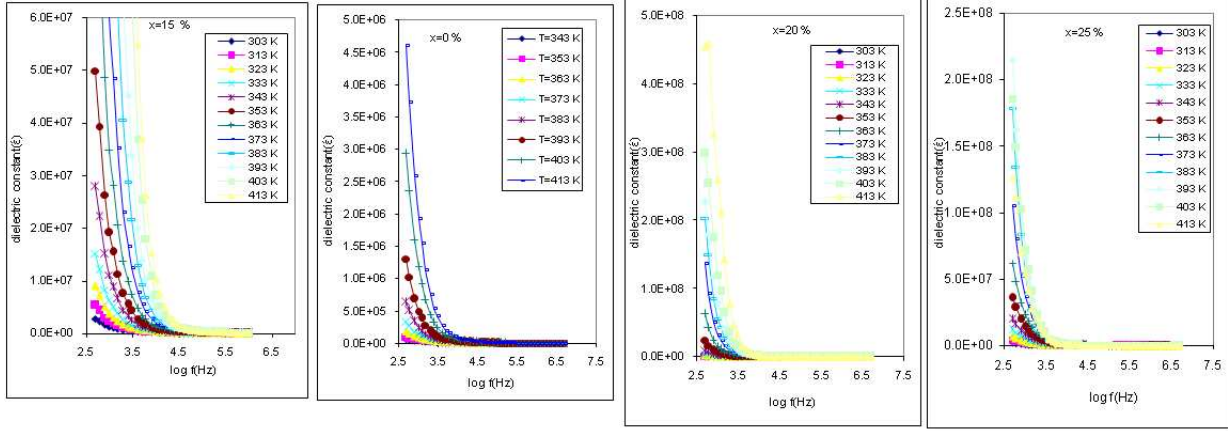 x=15 %
6.0E+07
5.0E+07
4.0E+07
3.0E+07
2.0E+07
1.0E+07
0.0E+00
dielectric constant(έ)
303 K
313 K
323 K
333 K
343 K
353 K
363 K
373 K
383 K
393 K
403 K
413 K
2.5 3.5 4.5 5.5 6.5
log f(Hz)
x=0 %
5.0E+06
4.5E+06
4.0E+06
3.5E+06
3.0E+06
2.5E+06
2.0E+06
1.5E+06
1.0E+06
5.0E+05
0.0E+00
dielectric constant(έ)
T=343 K
T=353 K
T=363 K
T=373 K
T=383 K
T=393 K
T=403 K
T=413 K
2.5 3.5 4.5 5.5 6.5 7.5
log f(Hz)
x=20 %
5.0E+08
4.0E+08
3.0E+08
2.0E+08
1.0E+08
0.0E+00
dielectric constant(έ)
303 K
313 K
323 K
333 K
343 K
353 K
363 K
373 K
383 K
393 K
403 K
413 K
2.5 3.5 4.5 5.5 6.5 7.5
log f(Hz)
x=25 %
2.5E+08
2.0E+08
1.5E+08
1.0E+08
5.0E+07
0.0E+00
dielectric constant(έ)
303 K
313 K
323 K
333 K
343 K
353 K
363 K
373 K
383 K
393 K
403 K
413 K
2.5 3.5 4.5 5.5 6.5 7.5
log f(Hz)